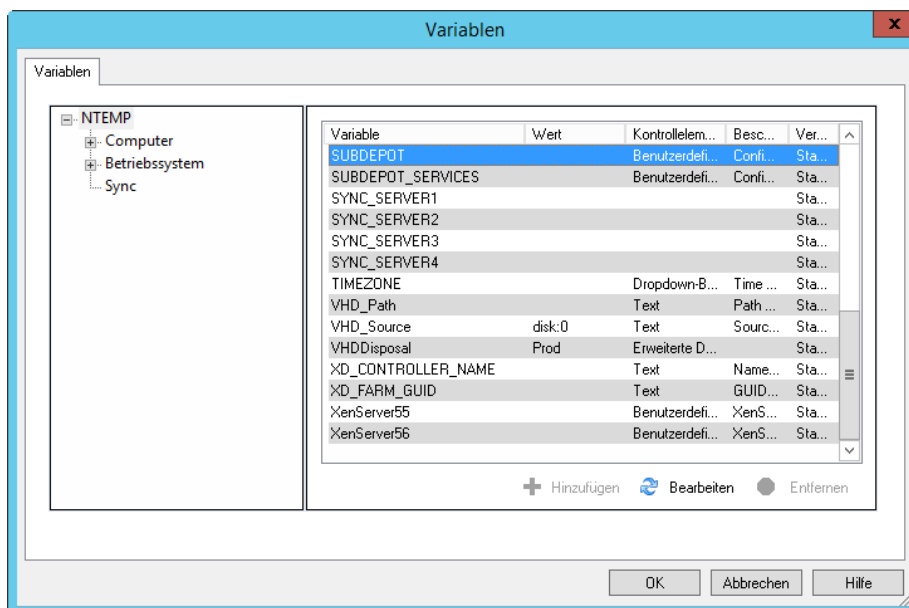 Variablen
x
Variablen
NTEMP
Computer
Betriebssystem
Sync
Variable Wert Kontrollelem... Besc... Ver...
SUBDEPOT Benutzerdefi... Confi... Sta...
SUBDEPOT_SERVICES Benutzerdefi... Confi... Sta...
SYNC_SERVER1 Sta...
SYNC_SERVER2 Sta...
SYNC_SERVER3 Sta...
SYNC_SERVER4 Sta...
TIMEZONE Dropdown-B... Time ... Sta...
VHD_Path Text Path ... Sta...
VHD_Source disk:0 Text Sourc... Sta...
VHDDisposal Prod Erweiterte D... Sta...
XD_CONTROLLER_NAME Text Name... Sta...
XD_FARM_GUID Text GUID... Sta...
XenServer55 Benutzerdefi... XenS... Sta...
XenServer56 Benutzerdefi... XenS... Sta...
Hinzufügen Bearbeiten Entfernen
OK Abbrechen Hilfe